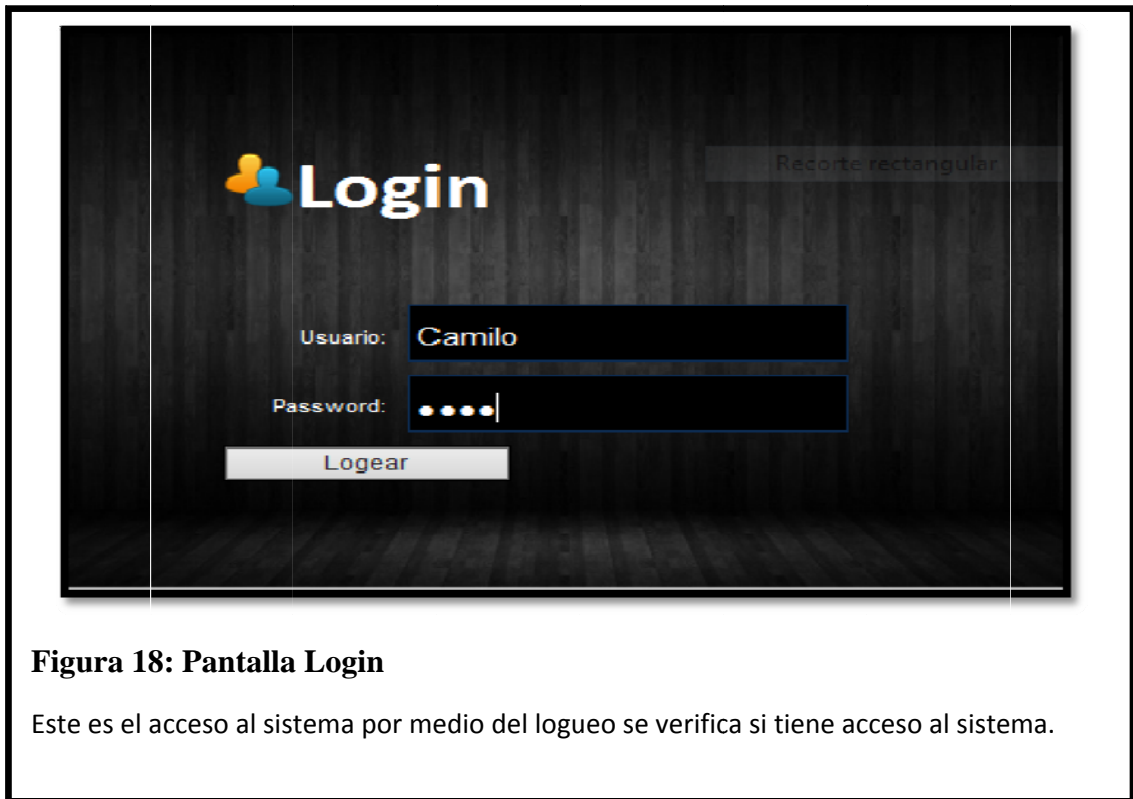 Recorte rectangular
Login
Usuario: Camilo
Password: ●●●●
Logear
Figura 18: Pantalla Login
Este es el acceso al sistema por medio del logueo se verifica si tiene acceso al sistema.